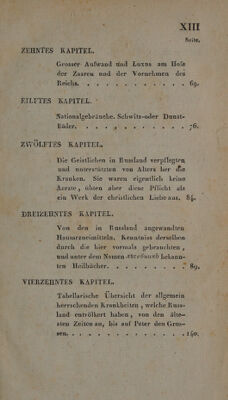 XIII
Seite.
ZEHNTES KAPITEL.
Grosser Aufwand und Luxus am Hofe
der Zaaren und der Vornehmen des
Reichs. . . . . . . . . . . . 69.
EILFTES KAPITEL.
Nationalgebräuche. Schwitz- oder Dunst-
bäder. . . . . . . . . . . . 76.
ZWÖLFTES KAPITEL.
Die Geistlichen in Russland verpflegten
und unterstützten von Alters her die
Kranken. Sie waren eigentlich keine
Aerzte, übten aber diese Pflicht als
ein Werk der christlichen Liebe aus. 84.
DREIZEHNTES KAPITEL.
Von den in Russland angewandten
Hausarzneimitteln. Kenntniss derselben
durch die hier vormals gebrauchten,
und unter dem Namen bekann-
ten Heilbücher. . . . . . . . . 89.
VIERZEHNTES KAPITEL.
Tabellarische Übersicht der allgemein
herrschenden Krankheiten, welche Russ-
land entvölkert haben, von den älte-
sten Zeiten an, bis auf Peter den Gros-
sen. . . . . . . . . . . . . 140.